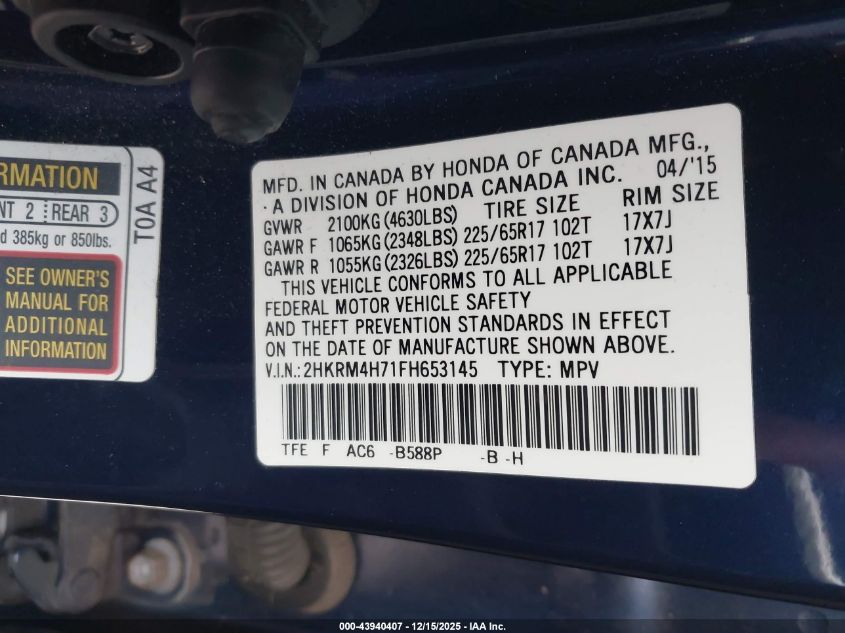 RMATION
NT 2 REAR 3
d 385kg or 850lbs.
SEE OWNER'S
MANUAL FOR
ADDITIONAL
INFORMATION
T0A A4
MFD. IN CANADA BY HONDA OF CANADA MFG.,
·A DIVISION OF HONDA CANADA INC. 04/'15
GVWR 2100KG(4630LBS) TIRE SIZE RIM SIZE
GAWR F 1065KG(2348LBS) 225/65R17 102T 17X7J
GAWR R 1055KG(2326LBS) 225/65R17 102T 17X7J
THIS VEHICLE CONFORMS TO ALL APPLICABLE
FEDERAL MOTOR VEHICLE SAFETY
AND THEFT PREVENTION STANDARDS IN EFFECT
ON THE DATE OF MANUFACTURE SHOWN ABOVE.
V.I.N.:2HKRM4H71FH653145 TYPE: MPV
TFE F AC6 -B588P -B -H
000-43940407 - 12/15/2025 - IAA Inc.